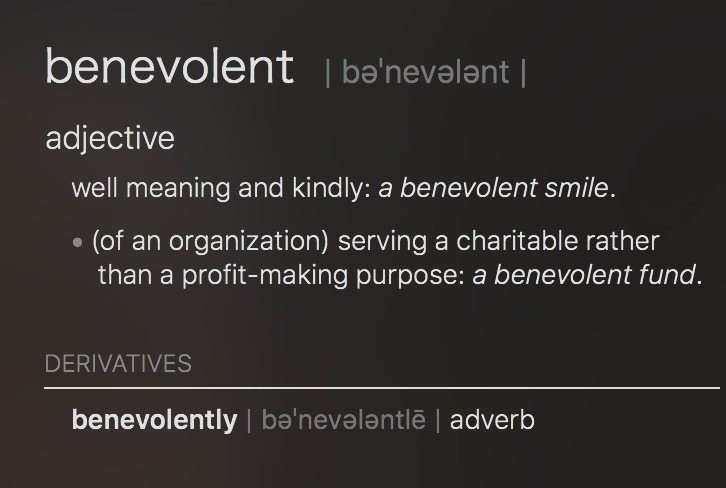 benevolent | bəˈnevələnt |
adjective
well meaning and kindly: a benevolent smile.
• (of an organization) serving a charitable rather
than a profit-making purpose: a benevolent fund.
DERIVATIVES
benevolently | bəˈnevələntlē | adverb